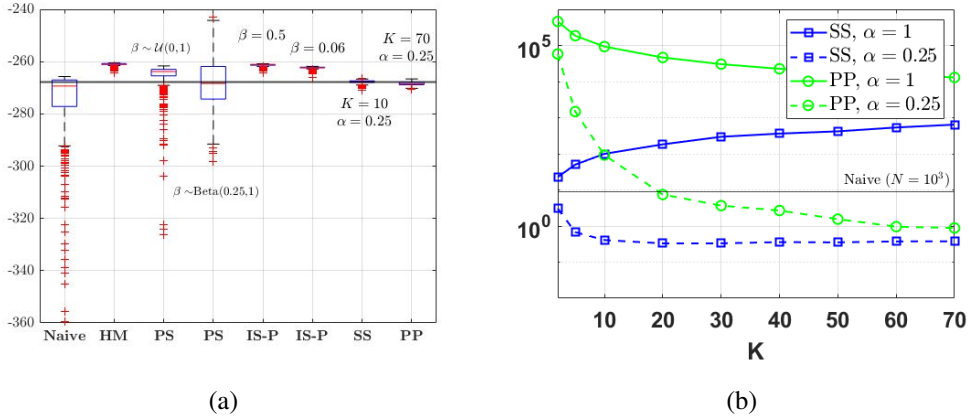 -240
-260
-280
-300
-320
-340
-360
β ~ U(0,1)
β = 0.5
β = 0.06
K = 70
α = 0.25
K = 10
α = 0.25
β ~Beta(0.25,1)
Naive HM PS PS IS-P IS-P SS PP
(a)
10^5
10^0
SS, α = 1
SS, α = 0.25
PP, α = 1
PP, α = 0.25
Naive (N = 10^3)
10 20 30 40 50 60 70
K
(b)